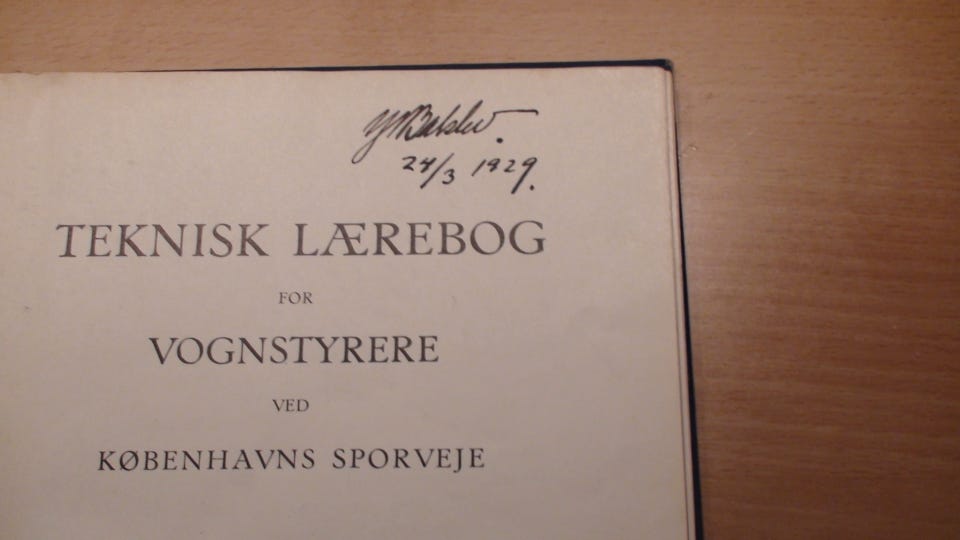 24/3 1929.
TEKNISK LÆREBOG
FOR
VOGNSTYRERE
VED
KØBENHAVNS SPORVEJE